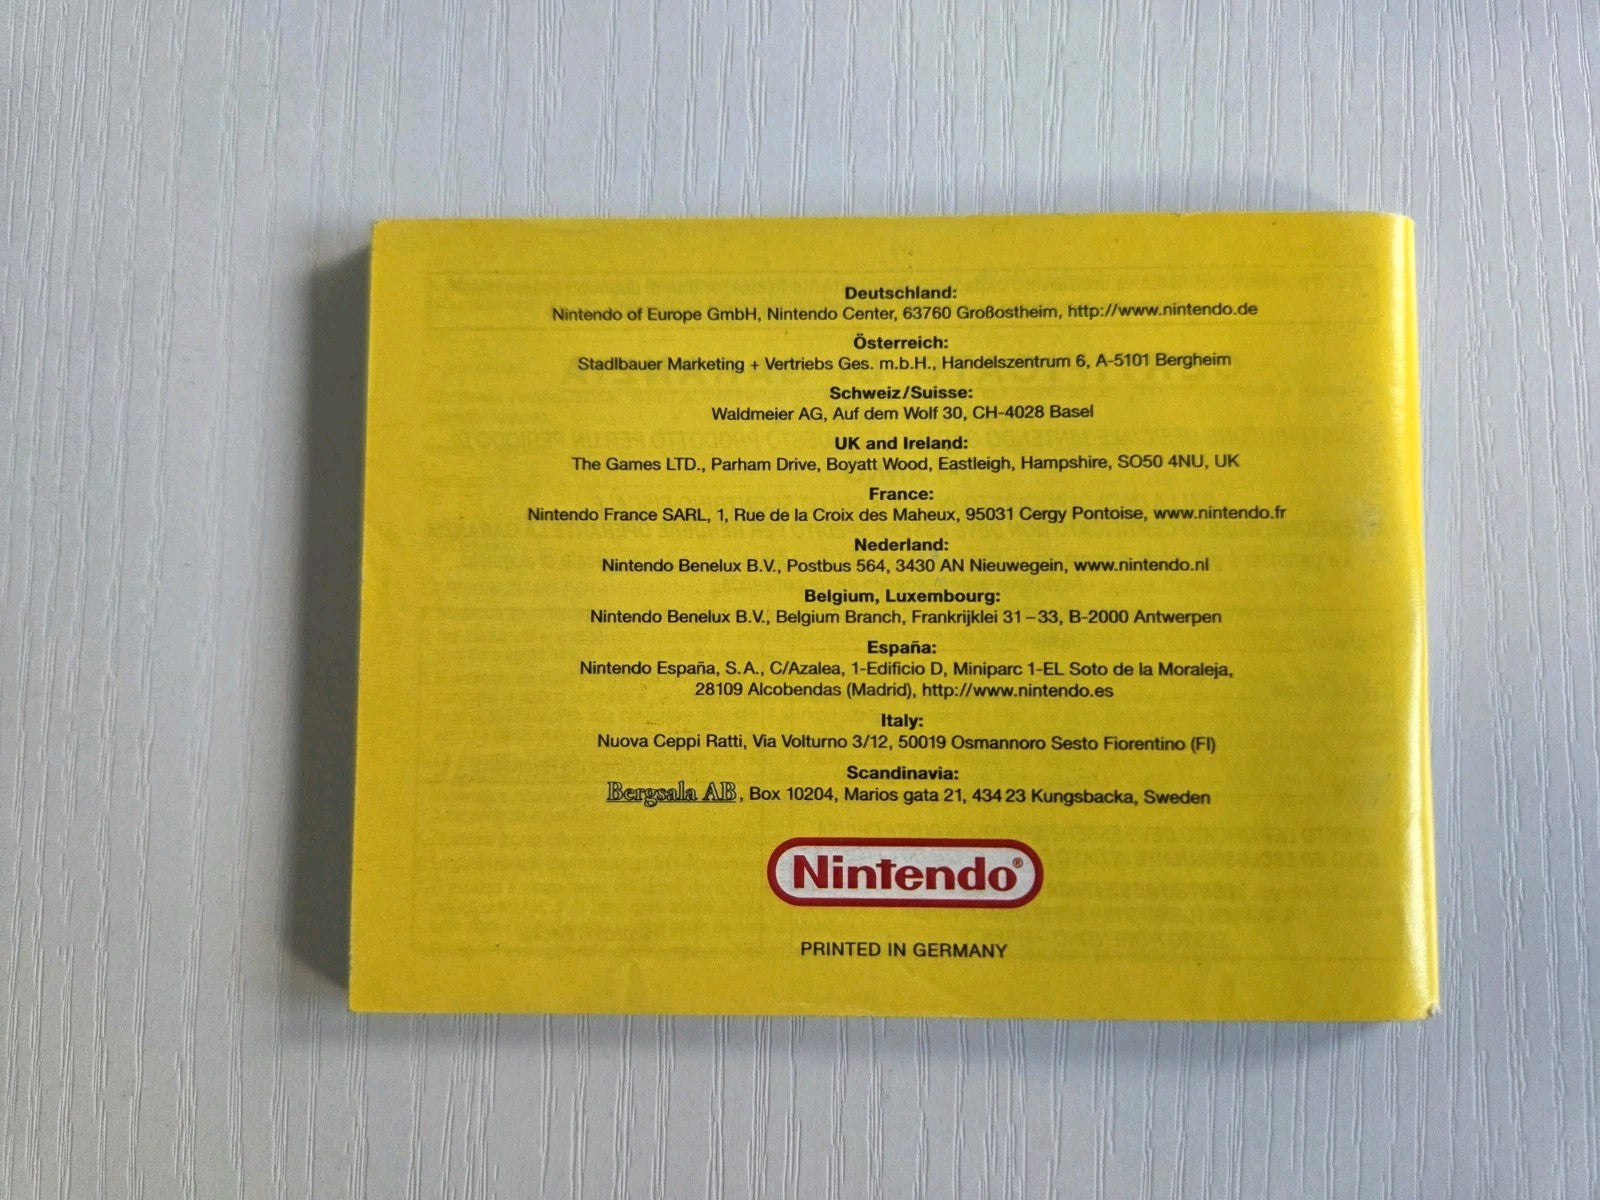 Deutschland:
Nintendo of Europe GmbH, Nintendo Center, 63760 Großostheim, http://www.nintendo.de
Österreich:
Stadlbauer Marketing + Vertriebs Ges. m.b.H., Handelszentrum 6, A-5101 Bergheim
Schweiz/Suisse:
Waldmeier AG, Auf dem Wolf 30, CH-4028 Basel
UK and Ireland:
The Games LTD., Parham Drive, Boyatt Wood, Eastleigh, Hampshire, SO50 4NU, UK
France:
Nintendo France SARL, 1, Rue de la Croix des Maheux, 95031 Cergy Pontoise, www.nintendo.fr
Nederland:
Nintendo Benelux B.V., Postbus 564, 3430 AN Nieuwegein, www.nintendo.nl
Belgium, Luxembourg:
Nintendo Benelux B.V., Belgium Branch, Frankrijklei 31–33, B-2000 Antwerpen
España:
Nintendo España, S.A., C/Azalea, 1-Edificio D, Miniparc 1-EL Soto de la Moraleja,
28109 Alcobendas (Madrid), http://www.nintendo.es
Italy:
Nuova Ceppi Ratti, Via Volturno 3/12, 50019 Osmannoro Sesto Fiorentino (FI)
Scandinavia:
Bergsala AB, Box 10204, Marios gata 21, 434 23 Kungsbacka, Sweden
Nintendo®
PRINTED IN GERMANY